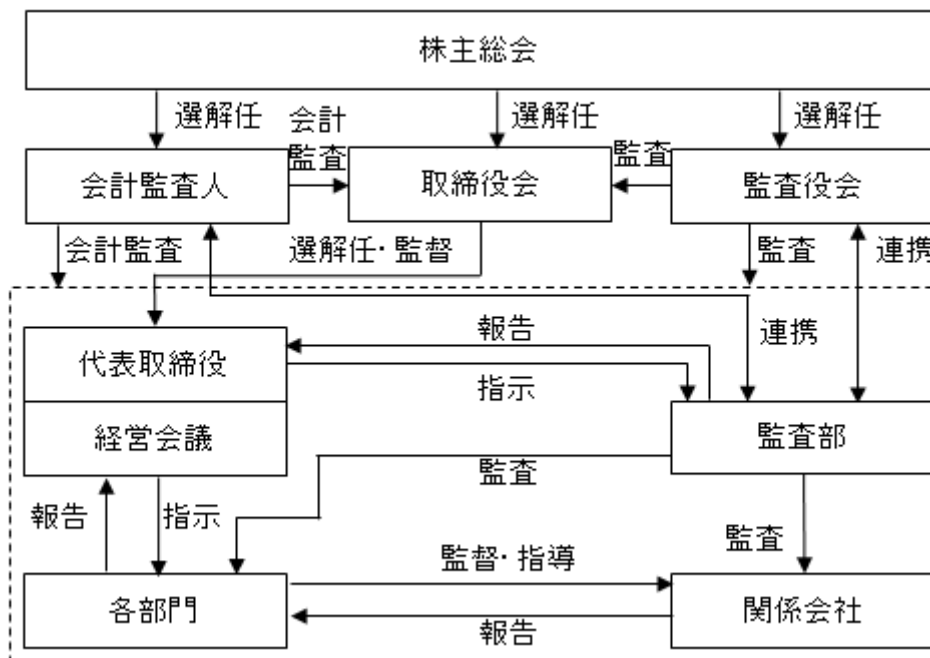 株主総会
選解任
会計
監査
選解任
選解任
監査
会計監査人
取締役会
監査役会
会計監査
選解任・監督
監査
連携
報告
連携
代表取締役
指示
経営会議
監査部
監査
報告
指示
監査
監督・指導
各部門
関係会社
報告